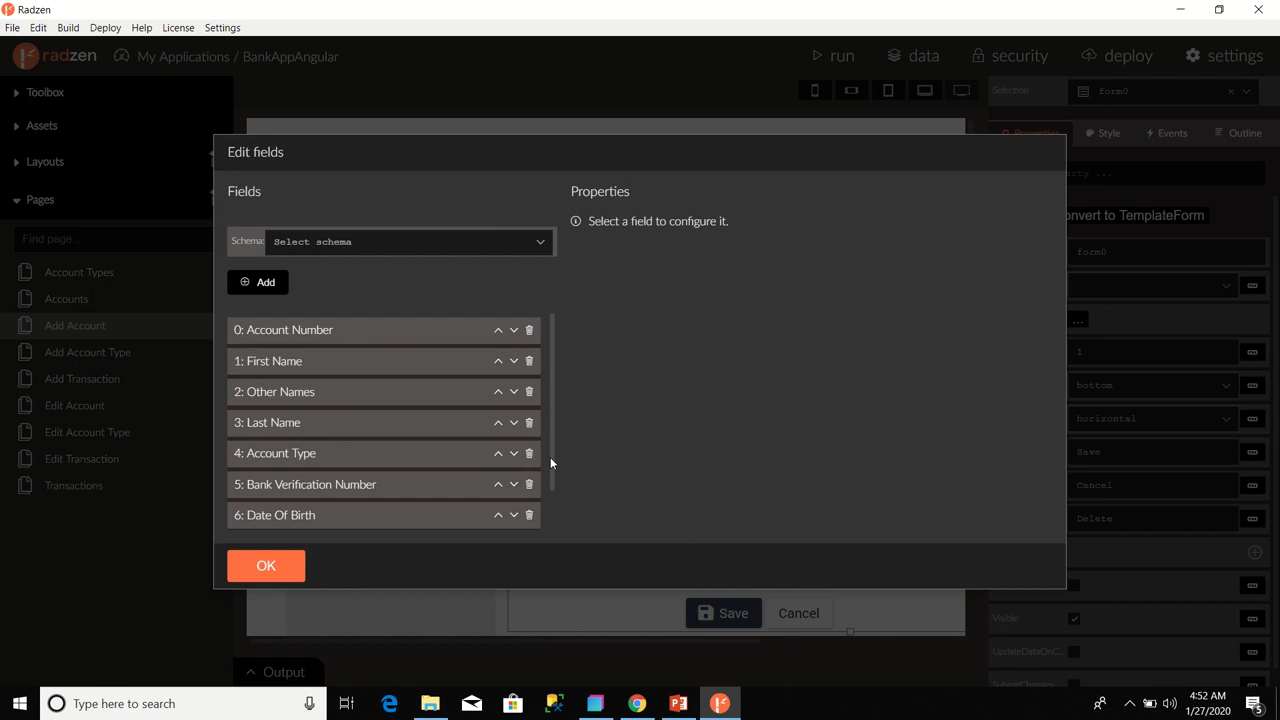 Radzen
File Edit Build Deploy Help License Settings
radzen My Applications / BankAppAngular run data security deploy settings
Toolbox
Assets
Layouts
Pages
Find page ...
Account Types
Accounts
Add Account
Add Account Type
Add Transaction
Edit Account
Edit Account Type
Edit Transaction
Transactions
Edit fields
Fields
Schema: Select schema
Add
0: Account Number
1: First Name
2: Other Names
3: Last Name
4: Account Type
5: Bank Verification Number
6: Date Of Birth
OK
Properties
Select a field to configure it.
Save Cancel
Output
Selection form0
Properties Style Events Outline
onvert to TemplateForm
form0
...
1
bottom
horizontal
Save
Cancel
Delete
Visible
UpdateDataOnC...
Type here to search
4:52 AM
1/27/2020
5